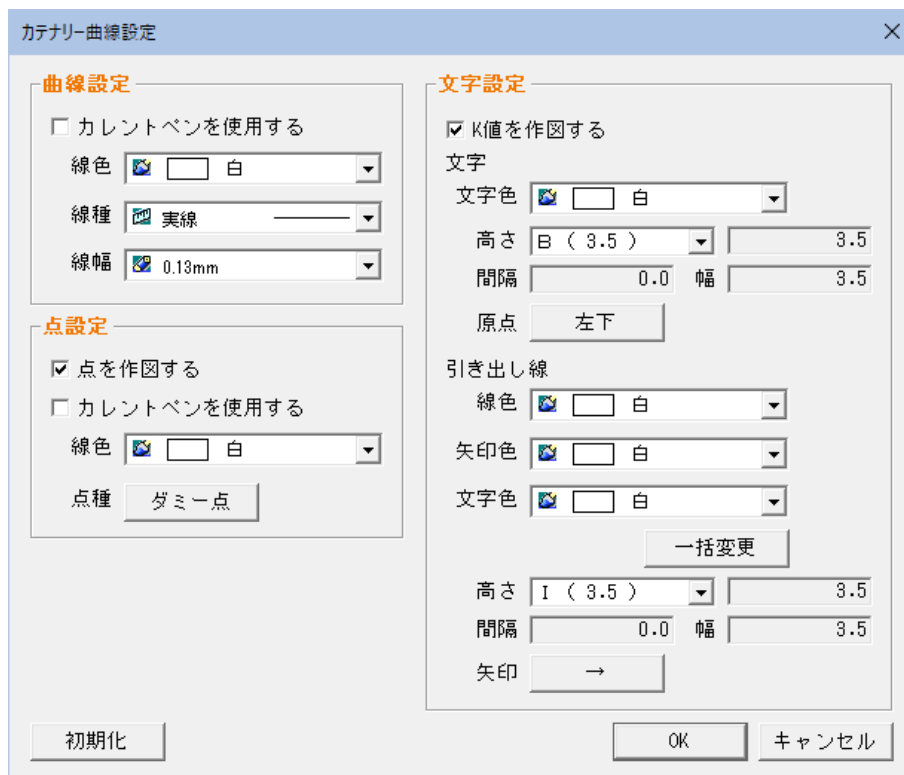 カテナリー曲線設定
曲線設定
カレントペンを使用する
線色 白
線種 実線
線幅 0.13mm
点設定
点を作図する
カレントペンを使用する
線色 白
点種 ダミー点
文字設定
K値を作図する
文字
文字色 白
高さ B ( 3.5 ) 3.5
間隔 0.0 幅 3.5
原点 左下
引き出し線
線色 白
矢印色 白
文字色 白
一括変更
高さ I ( 3.5 ) 3.5
間隔 0.0 幅 3.5
矢印 →
初期化 OK キャンセル